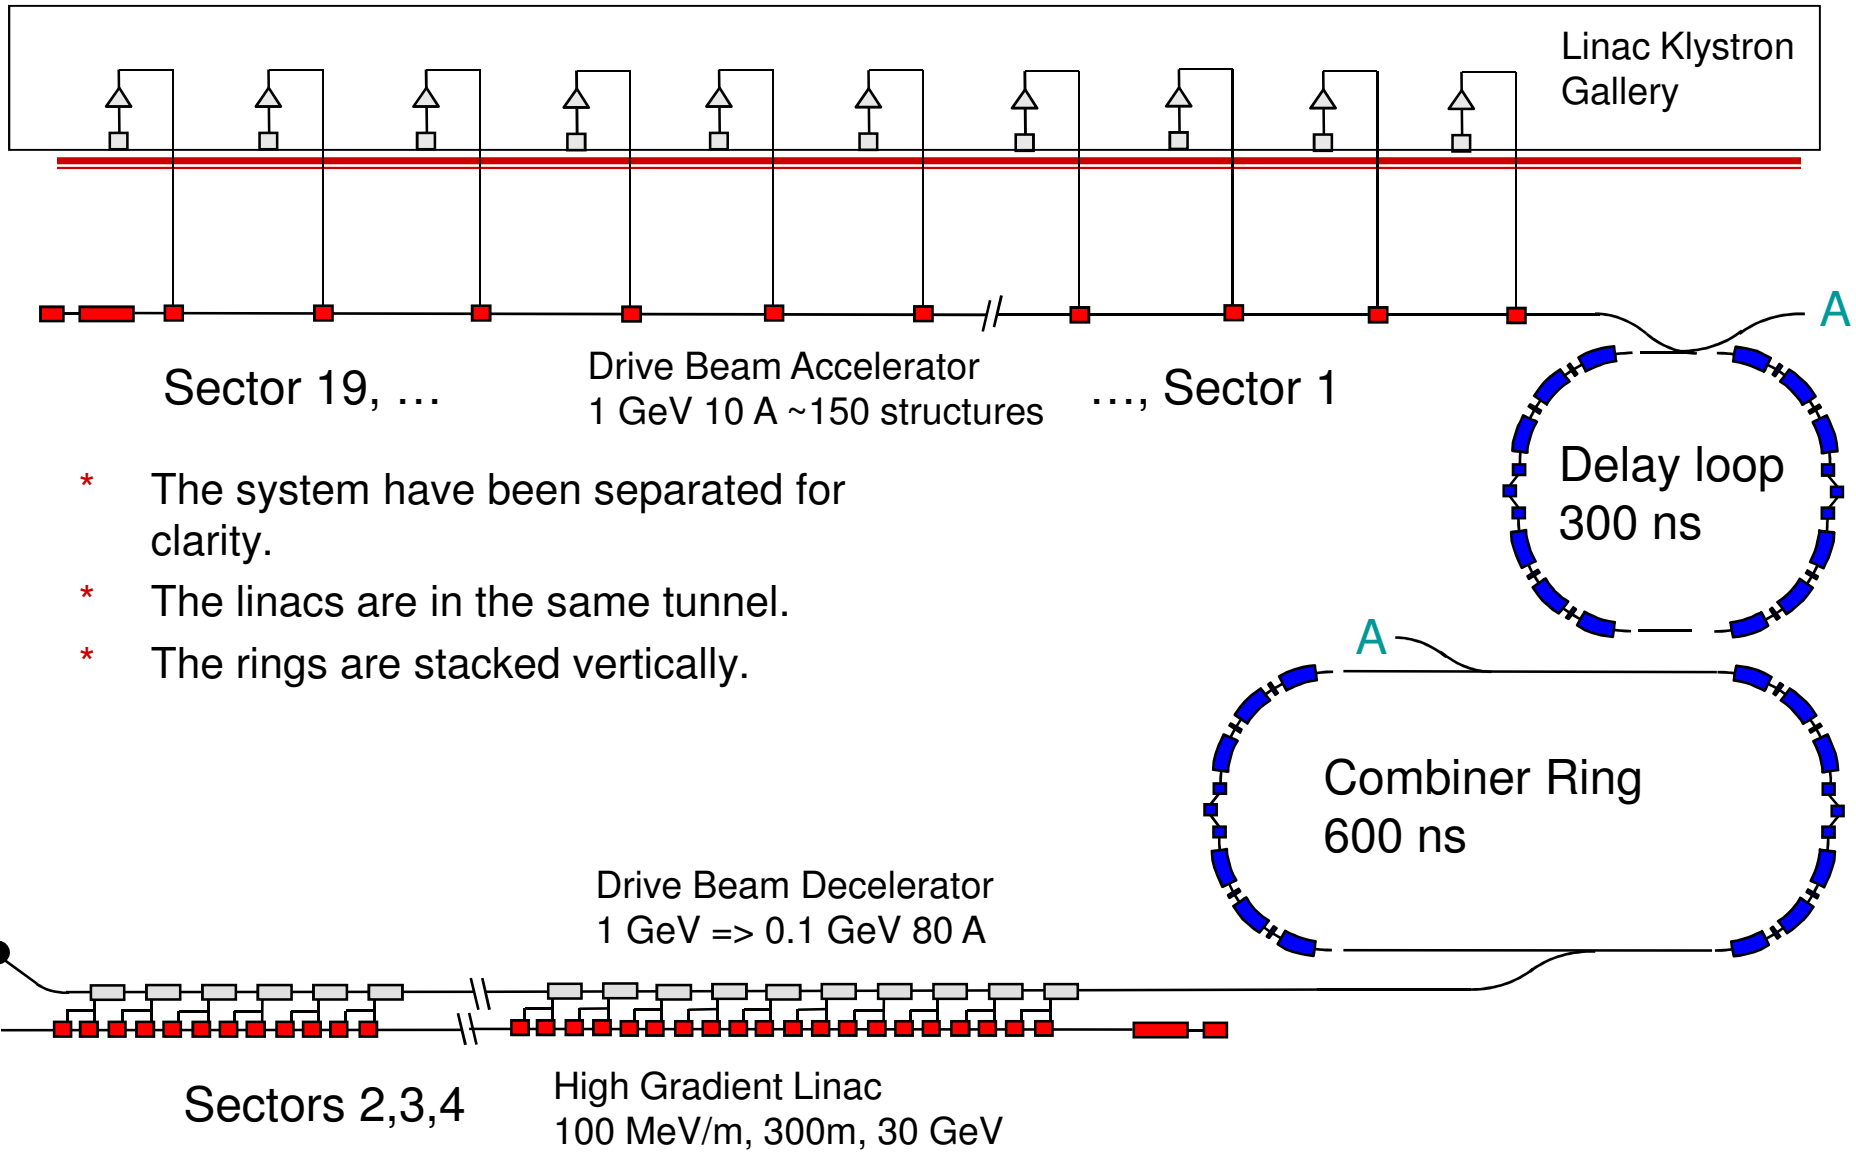 Linac Klystron
Gallery
A
Sector 19, …
Drive Beam Accelerator
1 GeV 10 A ~150 structures
…, Sector 1
Delay loop
300 ns
* The system have been separated for
clarity.
* The linacs are in the same tunnel.
* The rings are stacked vertically.
A
Combiner Ring
600 ns
Drive Beam Decelerator
1 GeV => 0.1 GeV 80 A
Sectors 2,3,4
High Gradient Linac
100 MeV/m, 300m, 30 GeV